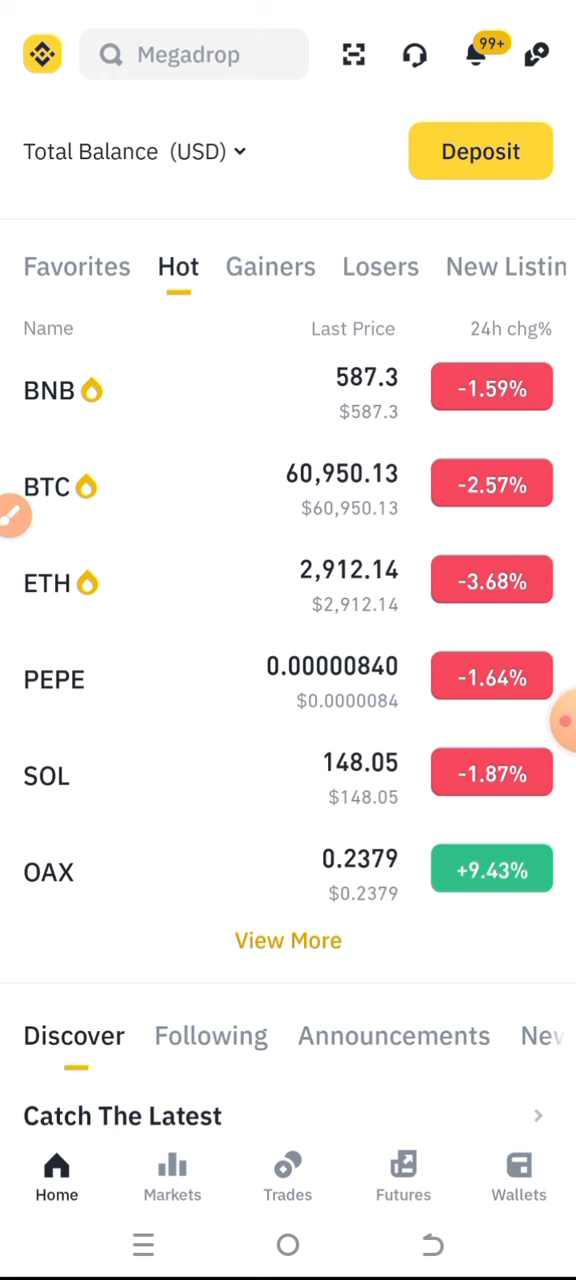 Megadrop
99+
Total Balance (USD)
Deposit
Favorites Hot Gainers Losers New Listin
Name Last Price 24h chg%
BNB 587.3 -1.59%
$587.3
BTC 60,950.13 -2.57%
$60,950.13
ETH 2,912.14 -3.68%
$2,912.14
PEPE 0.00000840 -1.64%
$0.0000084
SOL 148.05 -1.87%
$148.05
OAX 0.2379 +9.43%
$0.2379
View More
Discover Following Announcements New
Catch The Latest
Home Markets Trades Futures Wallets